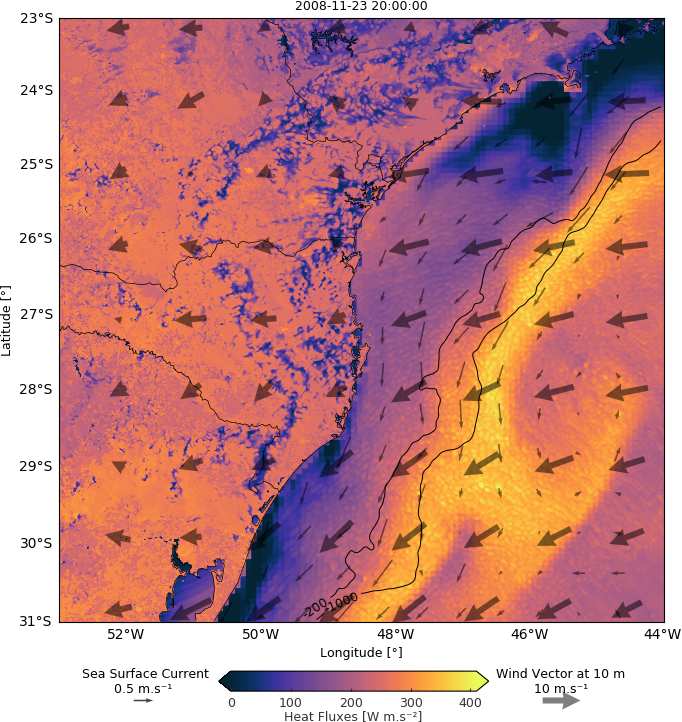 2008-11-23 20:00:00
23°S
24°S
25°S
26°S
27°S
28°S
29°S
30°S
31°S
Latitude [°]
-200
-1000
52°W 50°W 48°W 46°W 44°W
Longitude [°]
Sea Surface Current
0.5 m.s⁻¹
0 100 200 300 400
Heat Fluxes [W m.s⁻²]
Wind Vector at 10 m
10 m.s⁻¹